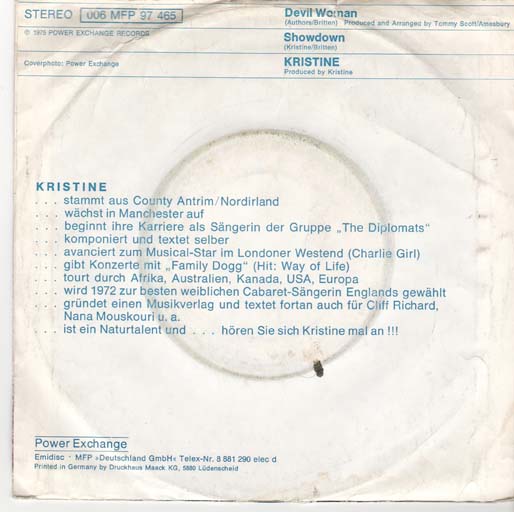 STEREO 006 MFP 97 465
℗ 1975 POWER EXCHANGE RECORDS
Coverphoto: Power Exchange
Devil Woman
(Authors/Britten) Produced and Arranged by Tommy Scott/Amesbury
Showdown
(Kristine/Britten)
KRISTINE
Produced by Kristine
KRISTINE
. . . stammt aus County Antrim/Nordirland
. . . wächst in Manchester auf
. . . beginnt ihre Karriere als Sängerin der Gruppe „The Diplomats“
. . . komponiert und textet selber
. . . avanciert zum Musical-Star im Londoner Westend (Charlie Girl)
. . . gibt Konzerte mit „Family Dogg“ (Hit: Way of Life)
. . . tourt durch Afrika, Australien, Kanada, USA, Europa
. . . wird 1972 zur besten weiblichen Cabaret-Sängerin Englands gewählt
. . . gründet einen Musikverlag und textet fortan auch für Cliff Richard,
Nana Mouskouri u. a.
. . . ist ein Naturtalent und . . . hören Sie sich Kristine mal an !!!
Power Exchange
Emidisc · MFP »Deutschland GmbH« Telex-Nr. 8 881 290 elec d
Printed in Germany by Druckhaus Maack KG, 5880 Lüdenscheid